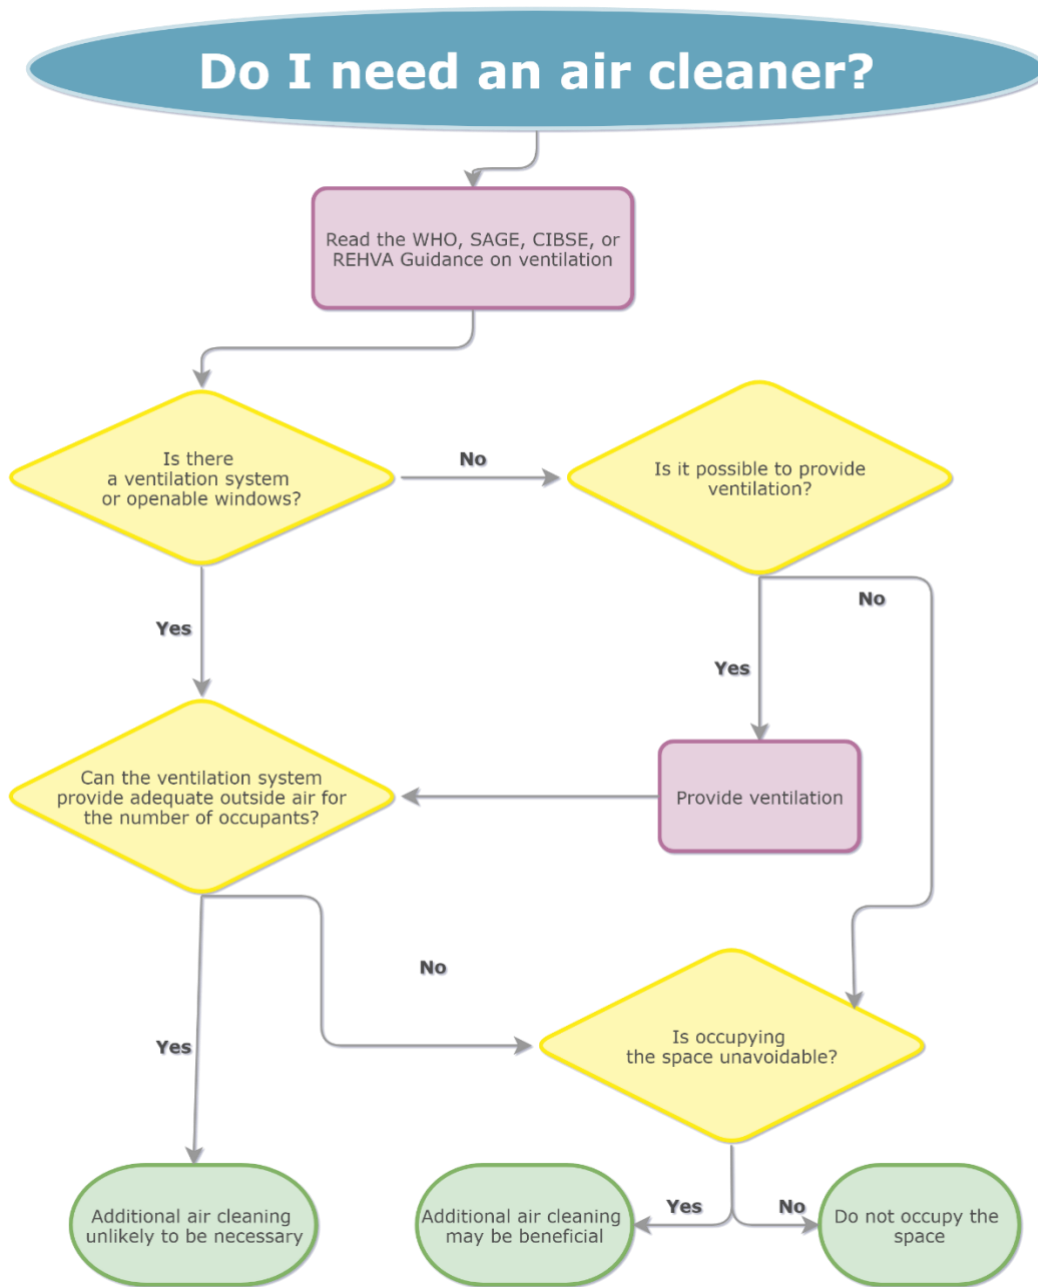 Do I need an air cleaner?
Read the WHO, SAGE, CIBSE, or
REHVA Guidance on ventilation
Is there
a ventilation system
or openable windows?
No
Is it possible to provide
ventilation?
Yes
No
Yes
Can the ventilation system
provide adequate outside air for
the number of occupants?
Provide ventilation
No
Yes
Is occupying
the space unavoidable?
Additional air cleaning
unlikely to be necessary
Additional air cleaning
may be beneficial
Yes
No
Do not occupy the
space